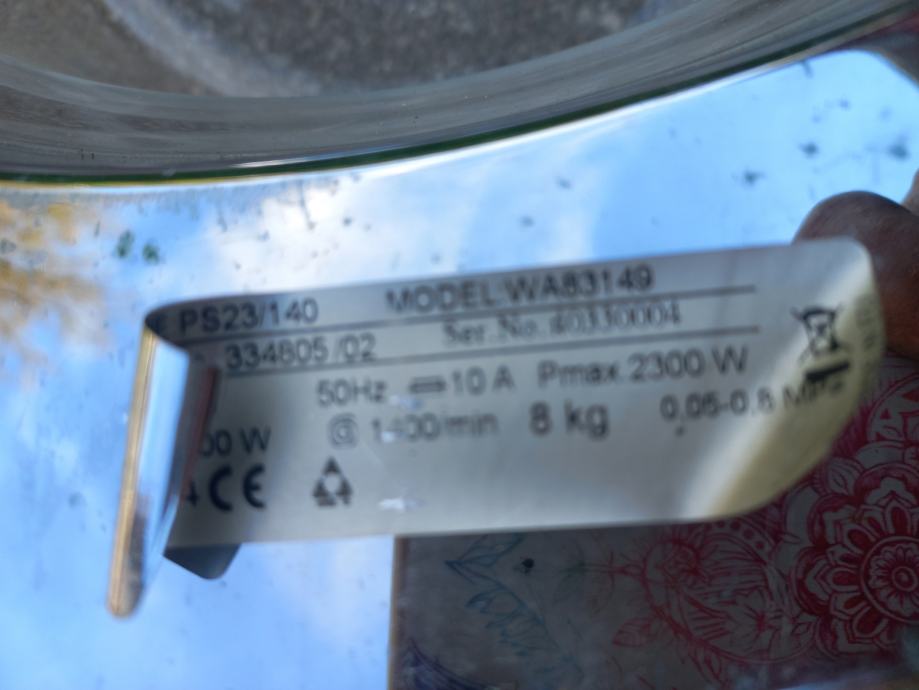 PS23/140 MODEL:WA83149
334805/02 Ser.No.:40330004
50Hz 10 A Pmax.2300 W
00 W 1400/min 8 kg 0,05-0,8 MPa
CE